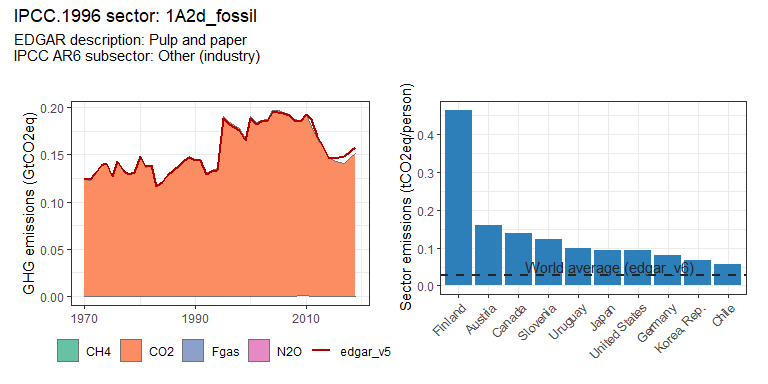 IPCC.1996 sector: 1A2d_fossil
EDGAR description: Pulp and paper
IPCC AR6 subsector: Other (industry)
GHG emissions (GtCO2eq)
0.20
0.15
0.10
0.05
0.00
1970
1990
2010
CH4
CO2
Fgas
N2O
edgar_v5
Sector emissions (tCO2eq/person)
0.4
0.3
0.2
0.1
0.0
World average (edgar_v6)
Finland
Austria
Canada
Slovenia
Uruguay
Japan
United States
Germany
Korea, Rep.
Chile